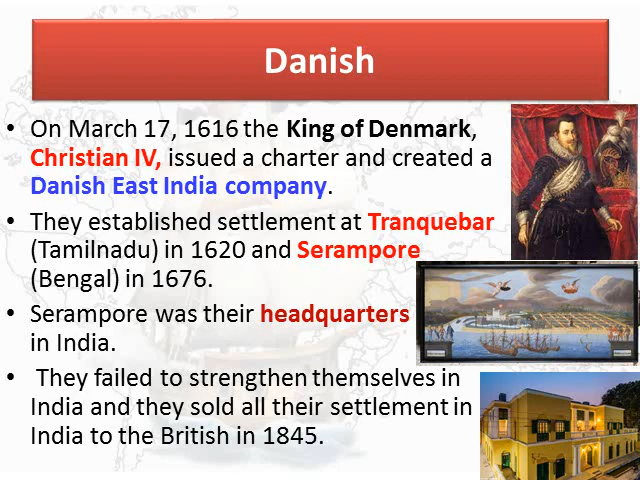 Danish
• On March 17, 1616 the King of Denmark,
Christian IV, issued a charter and created a
Danish East India company.
• They established settlement at Tranquebar
(Tamilnadu) in 1620 and Serampore
(Bengal) in 1676.
• Serampore was their headquarters
in India.
• They failed to strengthen themselves in
India and they sold all their settlement in
India to the British in 1845.